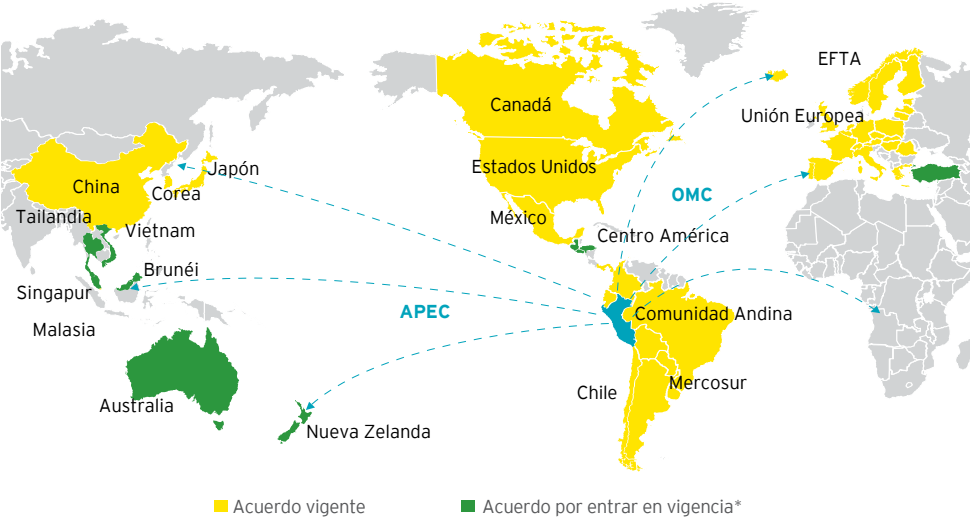 EFTA
Canadá
Unión Europea
Japón
Estados Unidos
China
Corea
OMC
Tailandia
México
Vietnam
Centro América
Brunéi
Singapur
APEC
Comunidad Andina
Malasia
Mercosur
Chile
Australia
Nueva Zelanda
Acuerdo vigente
Acuerdo por entrar en vigencia*